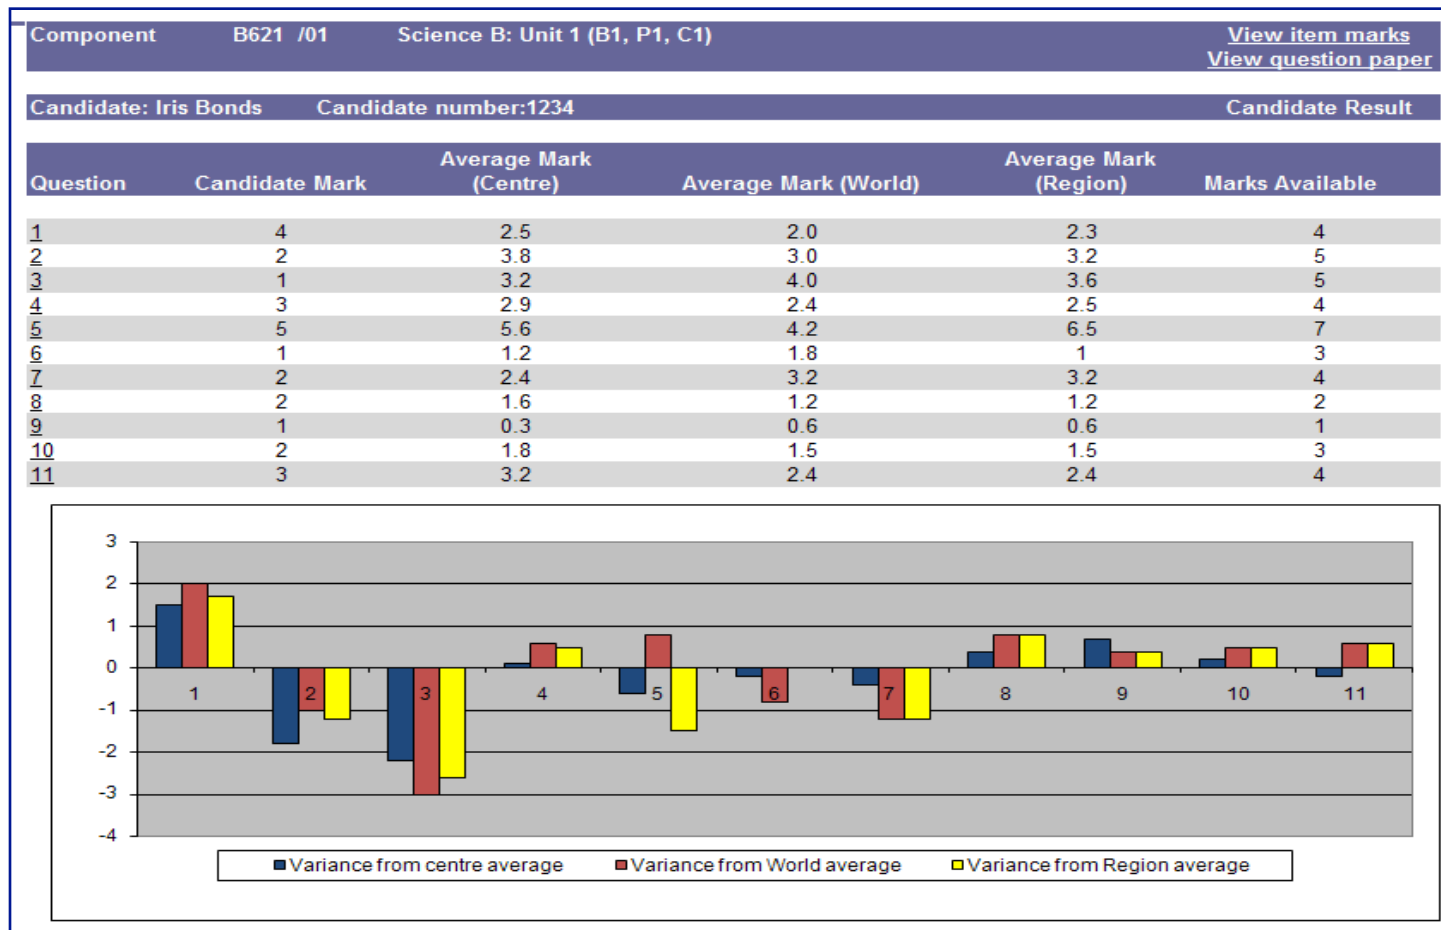 Component B621 /01 Science B: Unit 1 (B1, P1, C1) View item marks
View question paper
Candidate: Iris Bonds Candidate number:1234 Candidate Result
Question Candidate Mark Average Mark (Centre) Average Mark (World) Average Mark (Region) Marks Available
1 4 2.5 2.0 2.3 4
2 2 3.8 3.0 3.2 5
3 1 3.2 4.0 3.6 5
4 3 2.9 2.4 2.5 4
5 5 5.6 4.2 6.5 7
6 1 1.2 1.8 1 3
7 2 2.4 3.2 3.2 4
8 2 1.6 1.2 1.2 2
9 1 0.3 0.6 0.6 1
10 2 1.8 1.5 1.5 3
11 3 3.2 2.4 2.4 4
3
2
1
0
1 2 3 4 5 6 7 8 9 10 11
-1
-2
-3
-4
Variance from centre average Variance from World average Variance from Region average